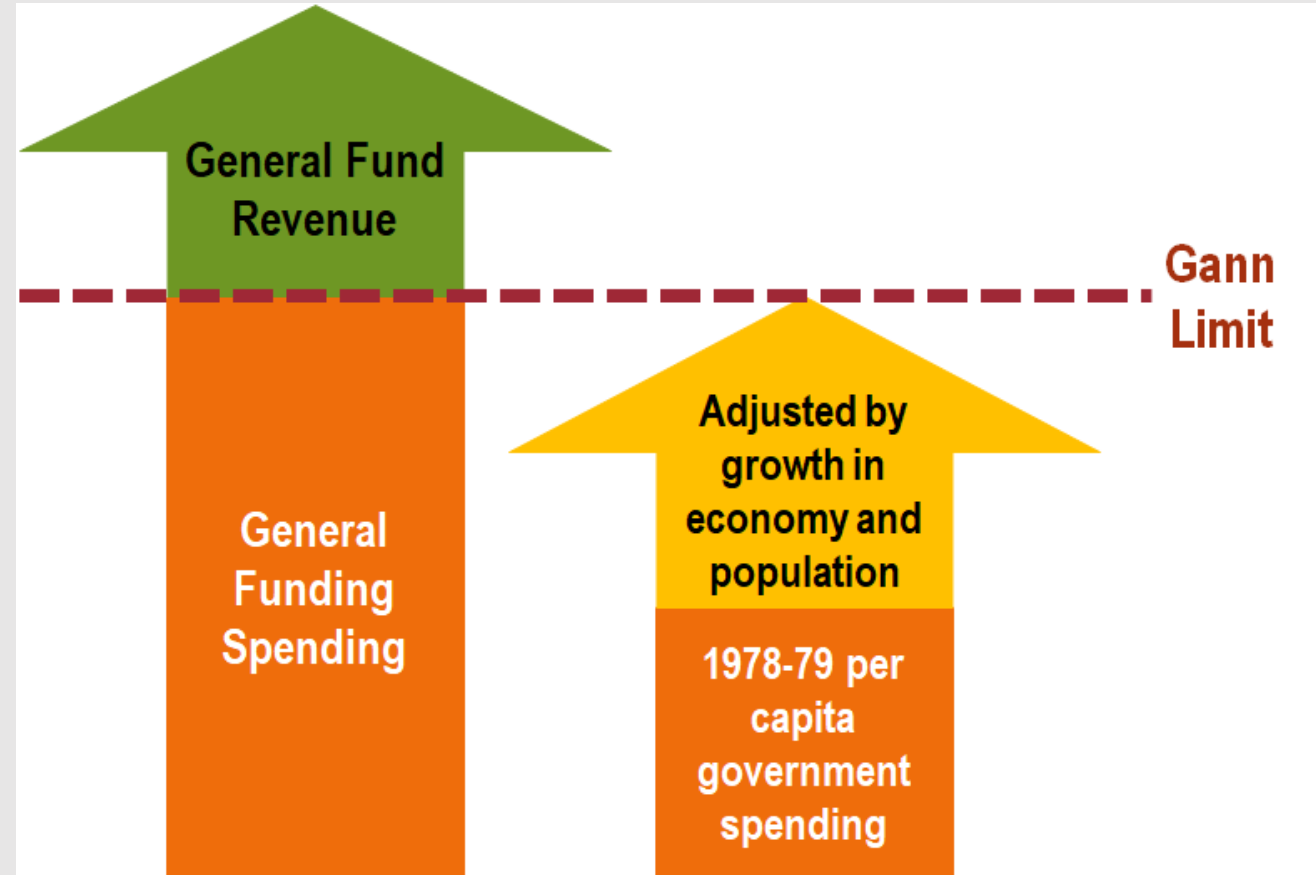 General Fund
Revenue
General
Funding
Spending
Gann
Limit
Adjusted by
growth in
economy and
population
1978-79 per
capita
government
spending